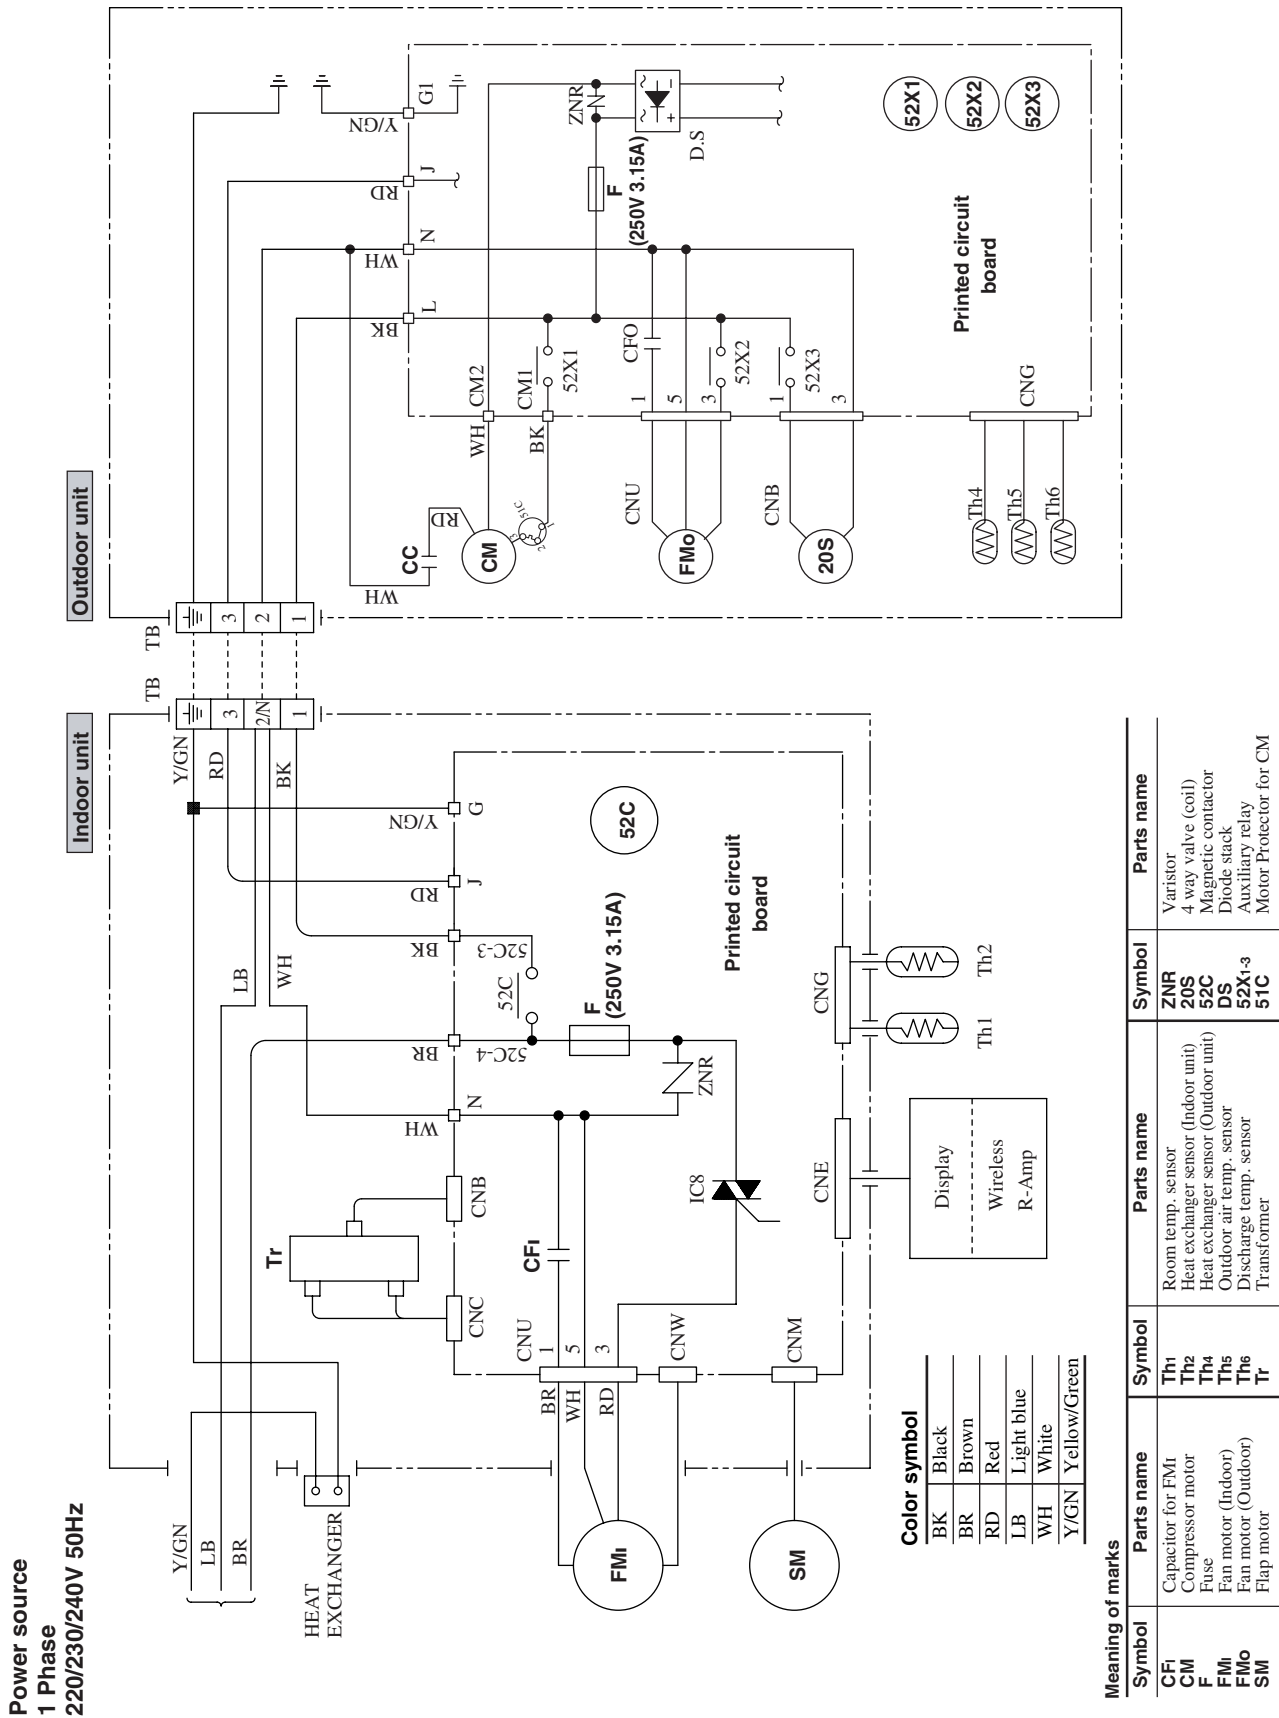 Power source
1 Phase
220/230/240V 50Hz
Indoor unit
Outdoor unit
TB
TB
Y/GN
LB
BR
HEAT
EXCHANGER
Y/GN
RD
LB
WH
BK
3
2/N
1
3
2
1
Tr
CNC
CNB
WH
N
BR
52C-4
BK
52C-3
RD
J
Y/GN
G
52C
52C
F
(250V 3.15A)
ZNR
IC8
CFI
Printed circuit
board
CNU
1
5
3
BR
WH
RD
CNW
CNM
CNE
CNG
FMI
SM
Th1
Th2
Display
Wireless
R-Amp
WH
CC
RD
CM
51C
1
2
3
WH
CM2
BK
CM1
52X1
BK
L
WH
N
RD
J
Y/GN
G1
ZNR
F
(250V 3.15A)
D.S
~
~
+
−
CFO
CNU
1
5
3
52X2
FMO
CNB
1
3
52X3
20S
Th4
Th5
Th6
CNG
Printed circuit
board
52X1
52X2
52X3
Color symbol
BK Black
BR Brown
RD Red
LB Light blue
WH White
Y/GN Yellow/Green
Meaning of marks
Symbol Parts name Symbol Parts name Symbol Parts name
CFI Capacitor for FMI Th1 Room temp. sensor ZNR Varistor
CM Compressor motor Th2 Heat exchanger sensor (Indoor unit) 20S 4 way valve (coil)
F Fuse Th4 Heat exchanger sensor (Outdoor unit) 52C Magnetic contactor
FMI Fan motor (Indoor) Th5 Outdoor air temp. sensor DS Diode stack
FMO Fan motor (Outdoor) Th6 Discharge temp. sensor 52X1-3 Auxiliary relay
SM Flap motor Tr Transformer 51C Motor Protector for CM